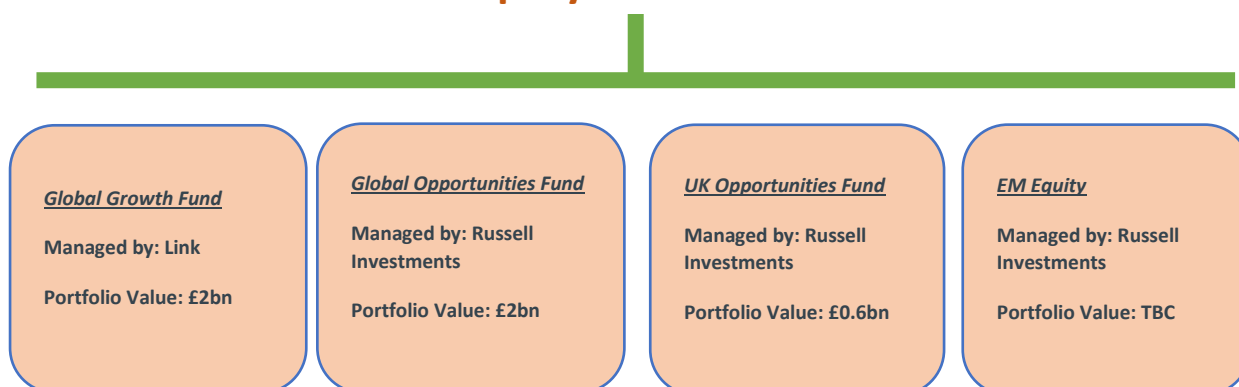 Global Growth Fund
Managed by: Link
Portfolio Value: £2bn
Global Opportunities Fund
Managed by: Russell
Investments
Portfolio Value: £2bn
UK Opportunities Fund
Managed by: Russell
Investments
Portfolio Value: £0.6bn
EM Equity
Managed by: Russell
Investments
Portfolio Value: TBC